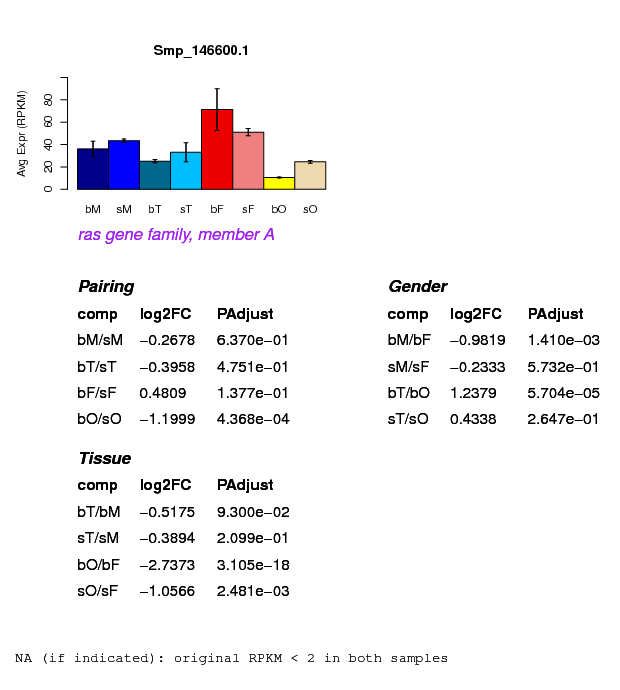 Smp_146600.1
Avg Expr (RPKM)
0 20 40 60 80
bM sM bT sT bF sF bO sO
ras gene family, member A
Pairing
comp log2FC PAdjust
bM/sM −0.2678 6.370e−01
bT/sT −0.3958 4.751e−01
bF/sF 0.4809 1.377e−01
bO/sO −1.1999 4.368e−04
Gender
comp log2FC PAdjust
bM/bF −0.9819 1.410e−03
sM/sF −0.2333 5.732e−01
bT/bO 1.2379 5.704e−05
sT/sO 0.4338 2.647e−01
Tissue
comp log2FC PAdjust
bT/bM −0.5175 9.300e−02
sT/sM −0.3894 2.099e−01
bO/bF −2.7373 3.105e−18
sO/sF −1.0566 2.481e−03
NA (if indicated): original RPKM < 2 in both samples